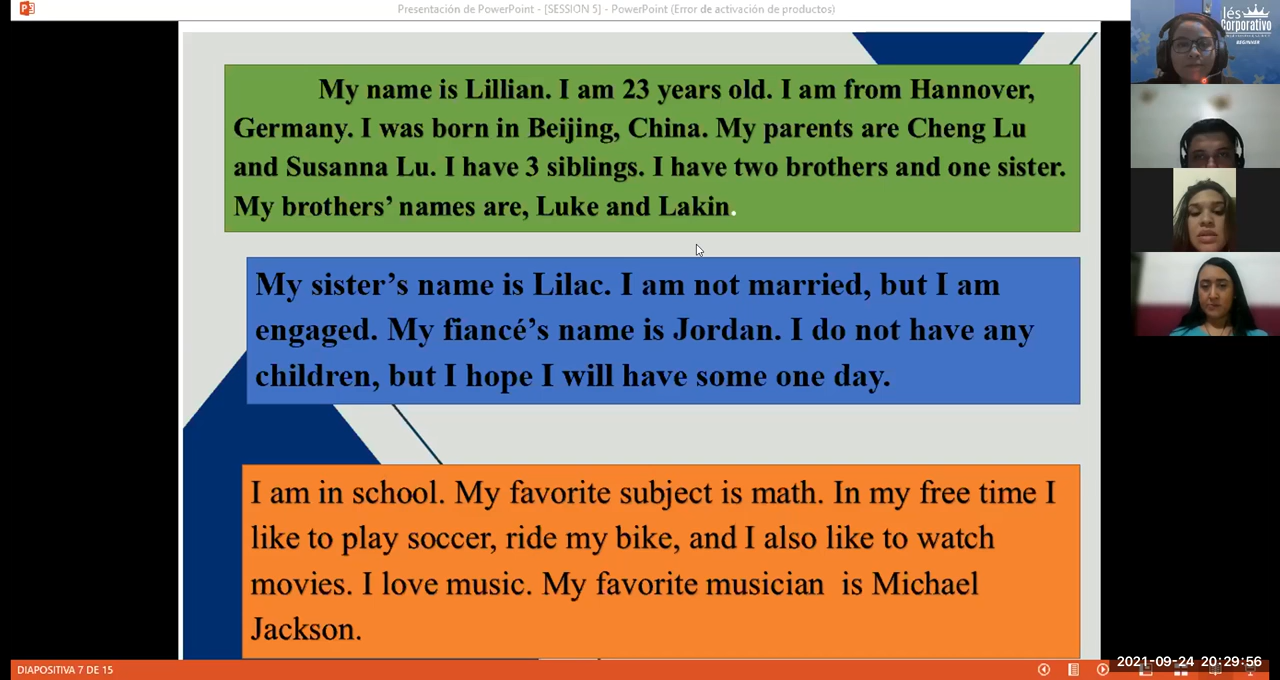 Presentación de PowerPoint - [SESSION 5] - PowerPoint (Error de activación de productos)
lés
Corporativo
BEGINNER
My name is Lillian. I am 23 years old. I am from Hannover,
Germany. I was born in Beijing, China. My parents are Cheng Lu
and Susanna Lu. I have 3 siblings. I have two brothers and one sister.
My brothers’ names are, Luke and Lakin.
My sister’s name is Lilac. I am not married, but I am
engaged. My fiancé’s name is Jordan. I do not have any
children, but I hope I will have some one day.
I am in school. My favorite subject is math. In my free time I
like to play soccer, ride my bike, and I also like to watch
movies. I love music. My favorite musician  is Michael
Jackson.
DIAPOSITIVA 7 DE 15
2021-09-24 20:29:56